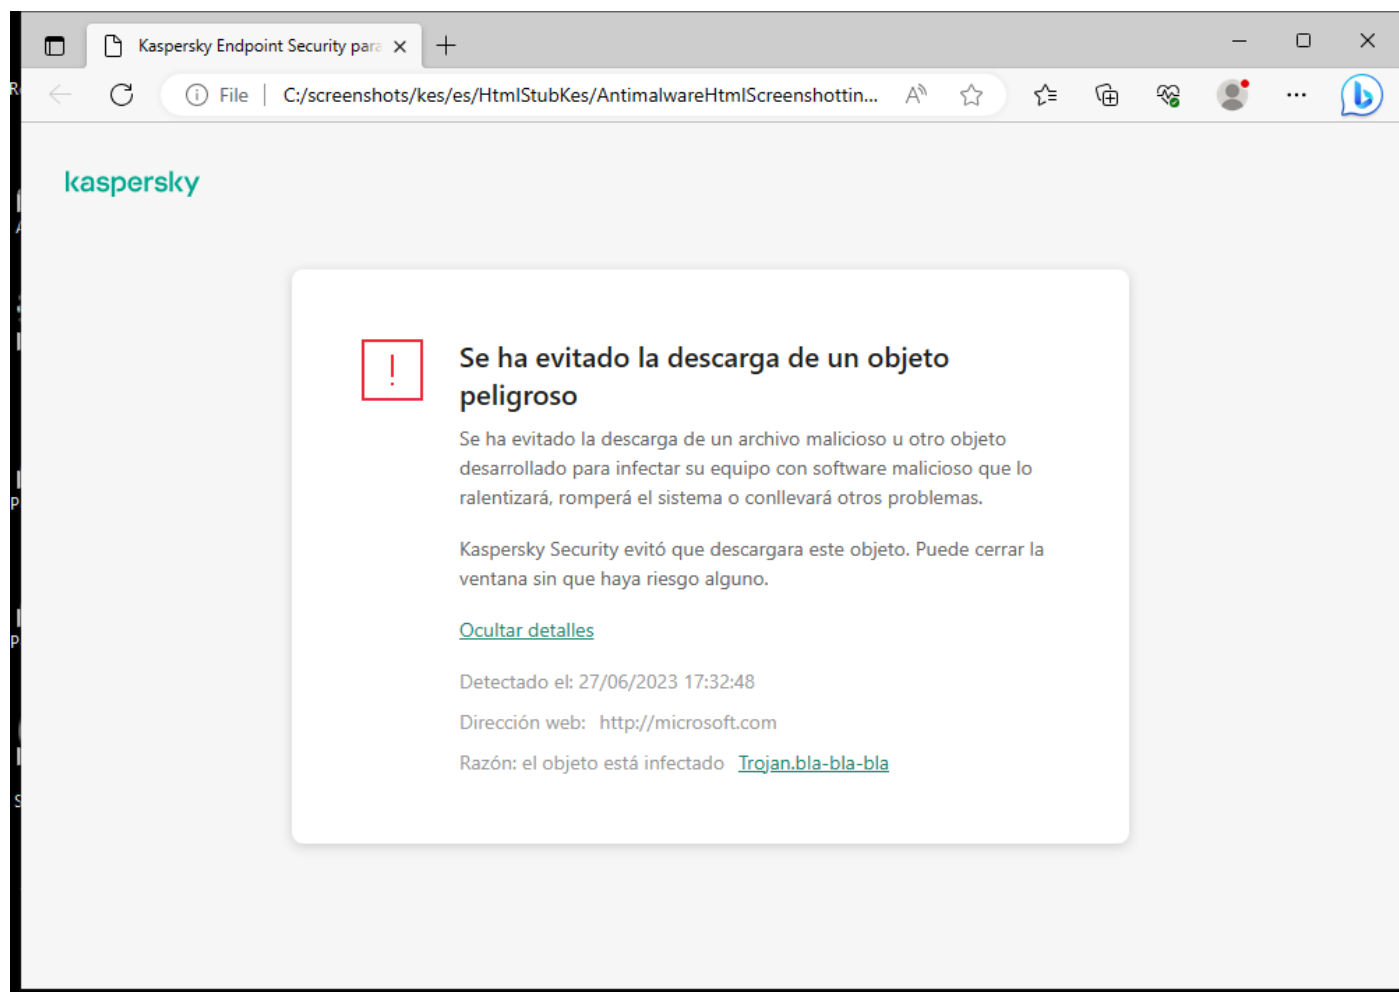 Kaspersky Endpoint Security para
File
C:/screenshots/kes/es/HtmlStubKes/AntimalwareHtmlScreenshottin...
kaspersky
Se ha evitado la descarga de un objeto
peligroso
Se ha evitado la descarga de un archivo malicioso u otro objeto
desarrollado para infectar su equipo con software malicioso que lo
ralentizará, romperá el sistema o conllevará otros problemas.
Kaspersky Security evitó que descargara este objeto. Puede cerrar la
ventana sin que haya riesgo alguno.
Ocultar detalles
Detectado el: 27/06/2023 17:32:48
Dirección web: http://microsoft.com
Razón: el objeto está infectado Trojan.bla-bla-bla